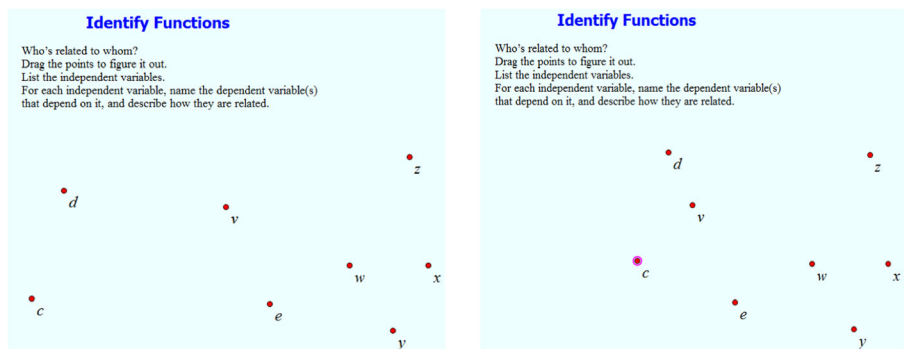 Identify Functions
Who's related to whom?
Drag the points to figure it out.
List the independent variables.
For each independent variable, name the dependent variable(s)
that depend on it, and describe how they are related.
z
d
v
w
x
c
e
y
Identify Functions
Who's related to whom?
Drag the points to figure it out.
List the independent variables.
For each independent variable, name the dependent variable(s)
that depend on it, and describe how they are related.
d
z
v
c
w
x
e
y